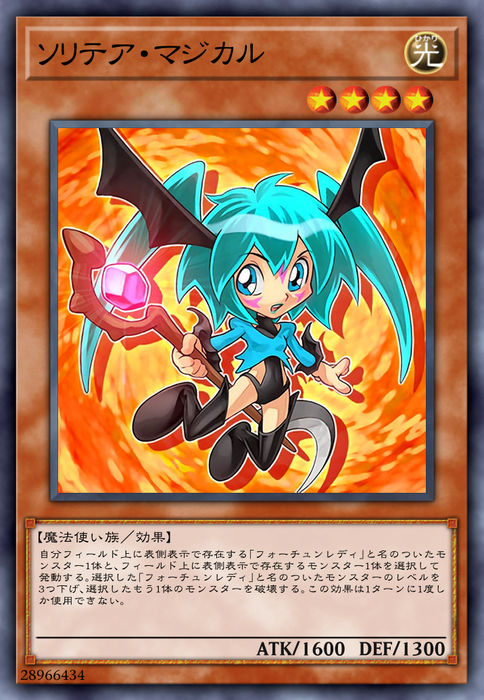 ソリテア・マジカル
ひかり
光
【魔法使い族／効果】
自分フィールド上に表側表示で存在する「フォーチュンレディ」と名のついたモ
ンスター1体と、フィールド上に表側表示で存在するモンスター1体を選択して
発動する。選択した「フォーチュンレディ」と名のついたモンスターのレベルを
3つ下げ、選択したもう1体のモンスターを破壊する。この効果は1ターンに1度し
か使用できない。
ATK/1600 DEF/1300
28966434